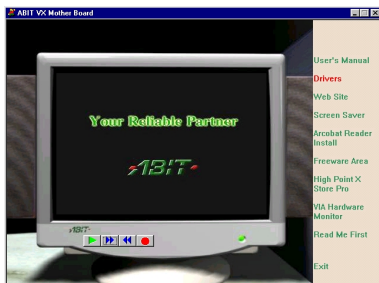 ABIT VX Mother Board
Your Reliable Partner
ABIT
ABIT
User's Manual
Drivers
Web Site
Screen Saver
Arcobat Reader
Install
Freeware Area
High Point X
Store Pro
VIA Hardware
Monitor
Read Me First
Exit